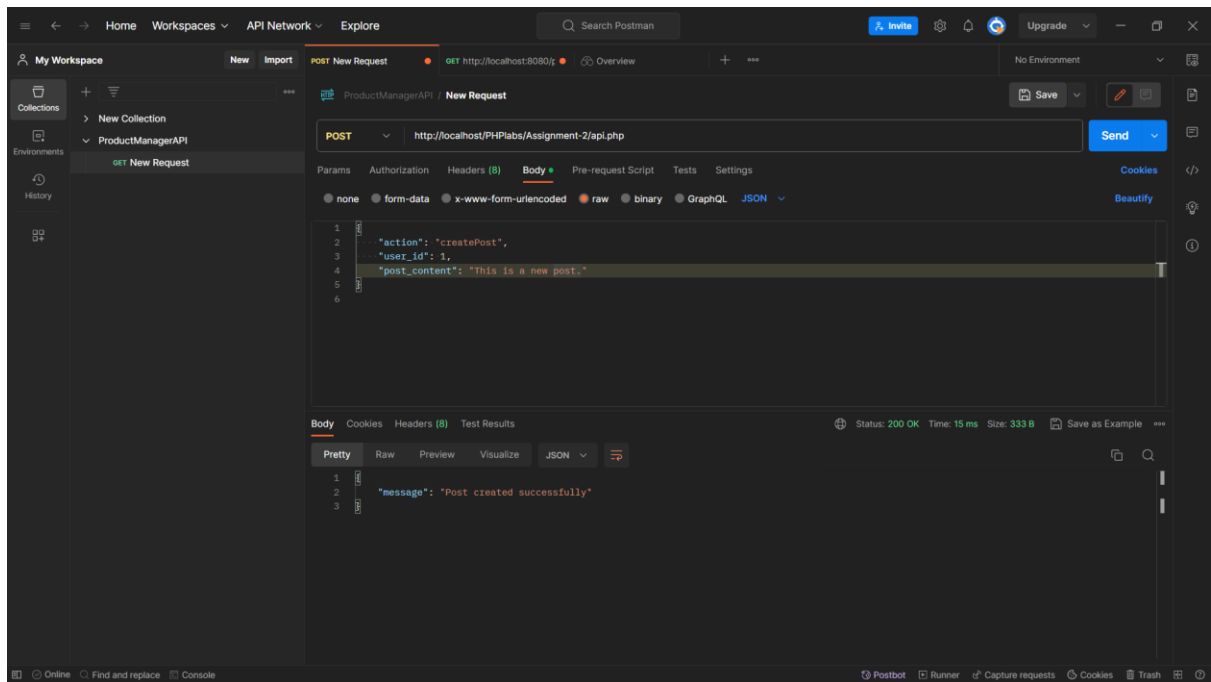 Home Workspaces API Network Explore Search Postman Invite Upgrade
My Workspace New Import POST New Request GET http://localhost:8080/p Overview No Environment
Collections
Environments
History
New Collection
ProductManagerAPI
GET New Request
HTTP ProductManagerAPI / New Request Save
POST http://localhost/PHPlabs/Assignment-2/api.php Send
Params Authorization Headers (8) Body Pre-request Script Tests Settings Cookies
none form-data x-www-form-urlencoded raw binary GraphQL JSON Beautify
1 {
2 "action": "createPost",
3 "user_id": 1,
4 "post_content": "This is a new post."
5 }
6
Body Cookies Headers (8) Test Results Status: 200 OK Time: 15 ms Size: 333 B Save as Example
Pretty Raw Preview Visualize JSON
1 {
2 "message": "Post created successfully"
3 }
Online Find and replace Console Postbot Runner Capture requests Cookies Trash